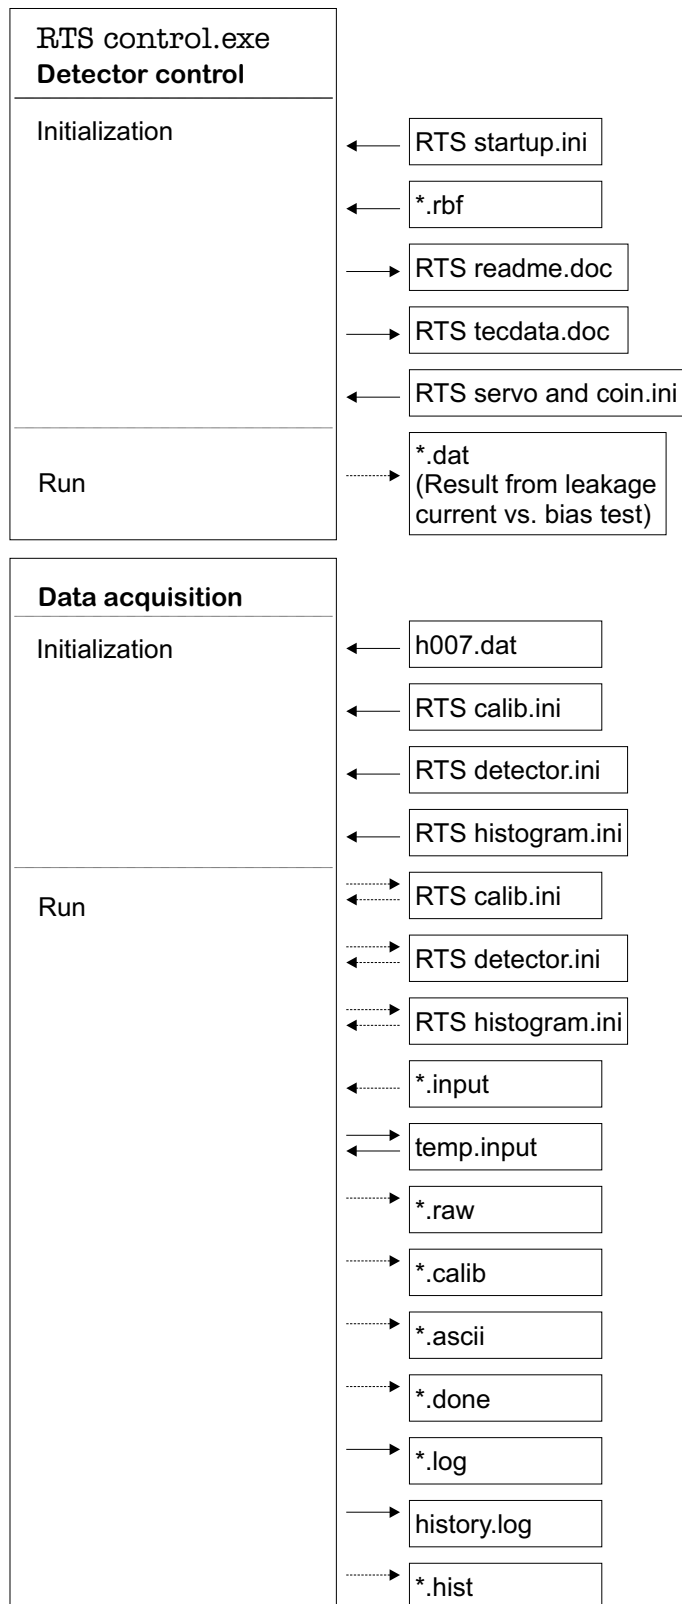 RTS control.exe
Detector control
Initialization
RTS startup.ini
*.rbf
RTS readme.doc
RTS tecdata.doc
RTS servo and coin.ini
Run
*.dat
(Result from leakage
current vs. bias test)
Data acquisition
Initialization
h007.dat
RTS calib.ini
RTS detector.ini
RTS histogram.ini
Run
RTS calib.ini
RTS detector.ini
RTS histogram.ini
*.input
temp.input
*.raw
*.calib
*.ascii
*.done
*.log
history.log
*.hist